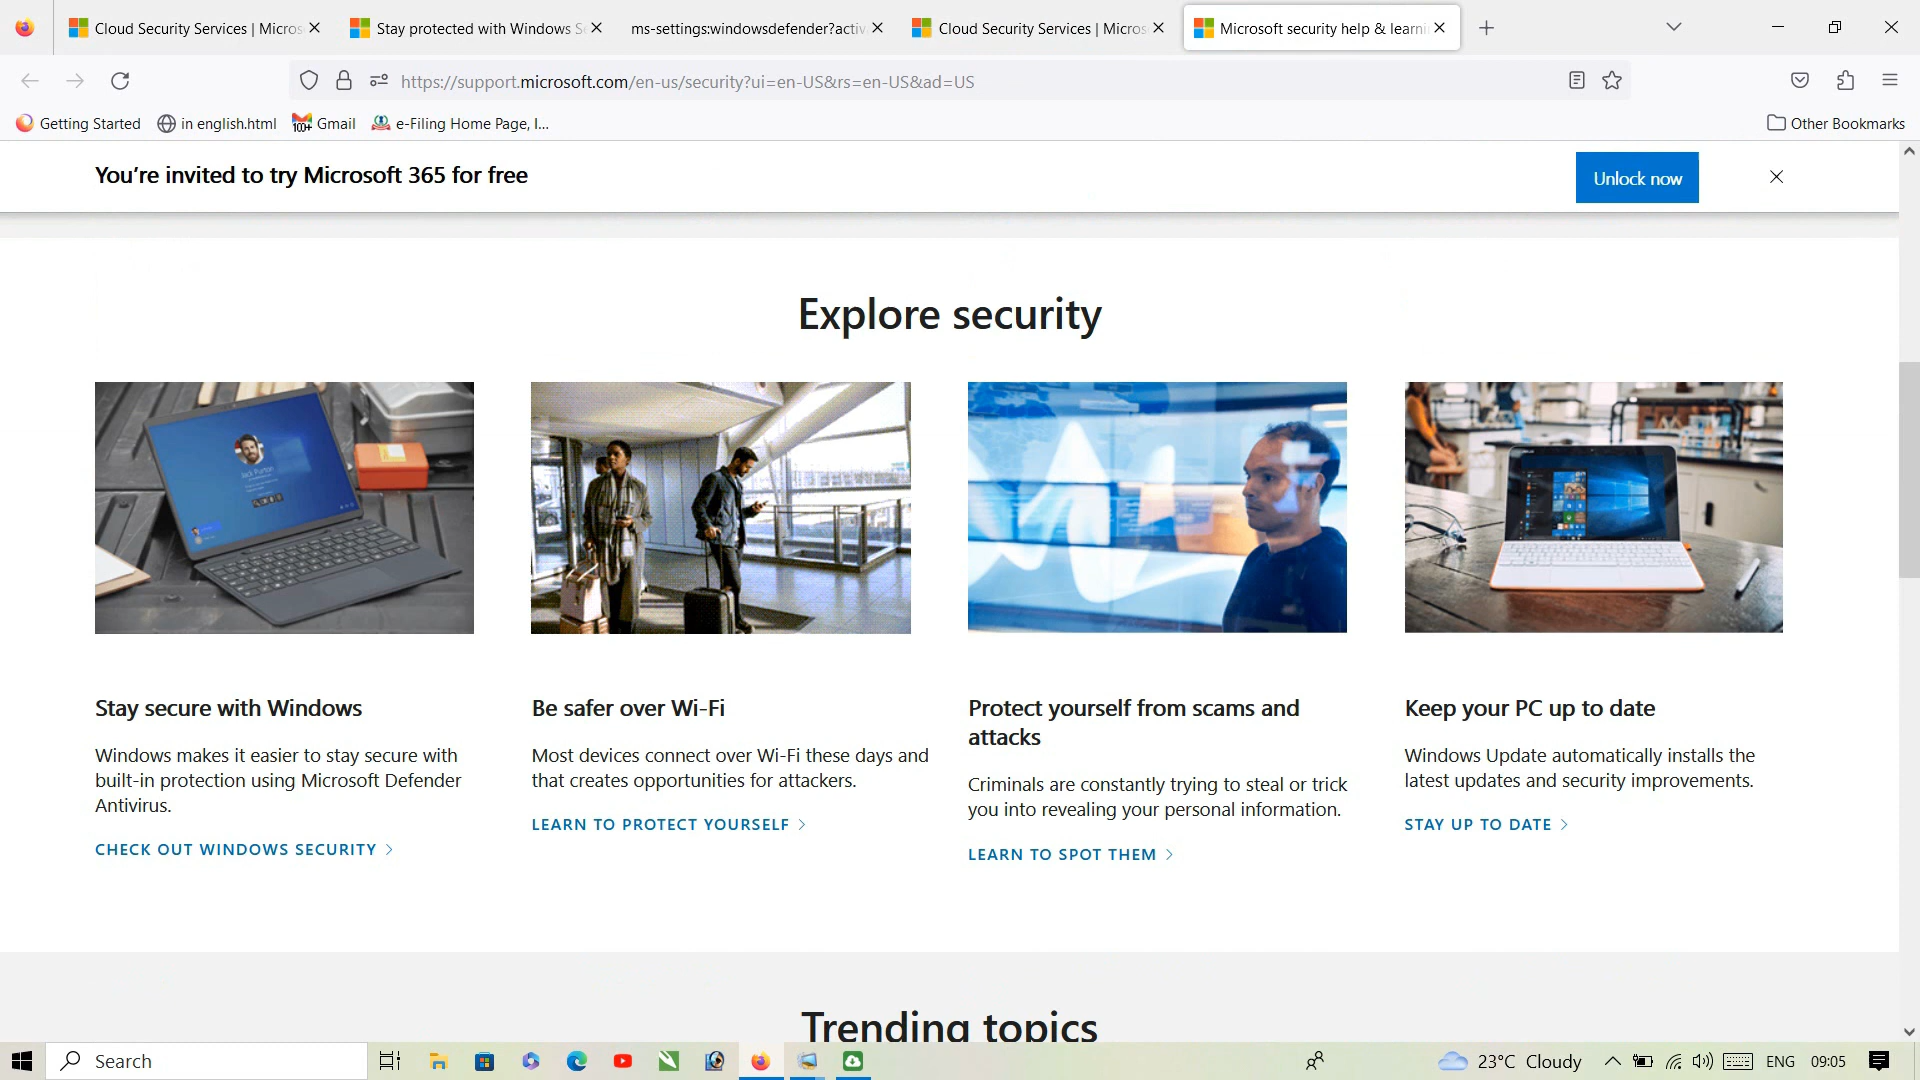 Cloud Security Services | Micros
Stay protected with Windows S
ms-settings:windowsdefender?activ
Cloud Security Services | Micros
Microsoft security help & learni
https://support.microsoft.com/en-us/security?ui=en-US&rs=en-US&ad=US
Getting Started
in english.html
100+
Gmail
e-Filing Home Page, I...
Other Bookmarks
You're invited to try Microsoft 365 for free
Unlock now
Explore security
Jack Purton
Stay secure with Windows
Windows makes it easier to stay secure with
built-in protection using Microsoft Defender
Antivirus.
CHECK OUT WINDOWS SECURITY
Be safer over Wi-Fi
Most devices connect over Wi-Fi these days and
that creates opportunities for attackers.
LEARN TO PROTECT YOURSELF
Protect yourself from scams and
attacks
Criminals are constantly trying to steal or trick
you into revealing your personal information.
LEARN TO SPOT THEM
Keep your PC up to date
Windows Update automatically installs the
latest updates and security improvements.
STAY UP TO DATE
Trending topics
Search
23°C Cloudy
ENG
09:05